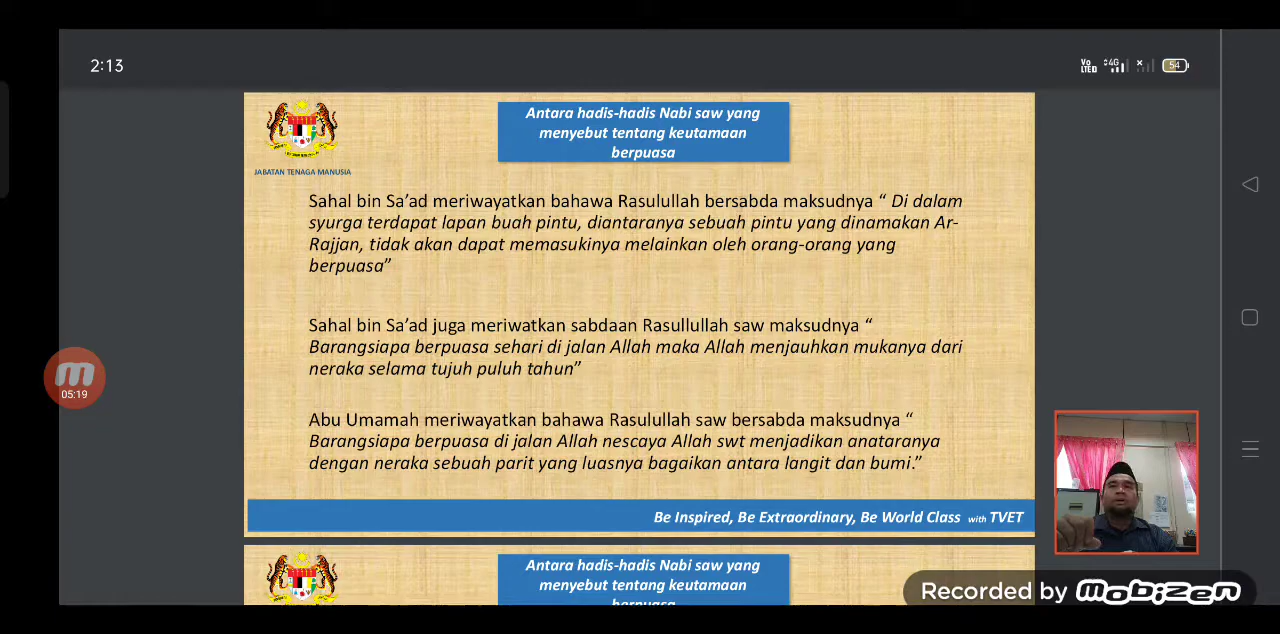 2:13
Vo LTED 4G 54
Antara hadis-hadis Nabi saw yang
menyebut tentang keutamaan
berpuasa
JABATAN TENAGA MANUSIA
Sahal bin Sa’ad meriwayatkan bahawa Rasulullah bersabda maksudnya “ Di dalam
syurga terdapat lapan buah pintu, diantaranya sebuah pintu yang dinamakan Ar-
Rajjan, tidak akan dapat memasukinya melainkan oleh orang-orang yang
berpuasa”
Sahal bin Sa’ad juga meriwatkan sabdaan Rasullullah saw maksudnya “
Barangsiapa berpuasa sehari di jalan Allah maka Allah menjauhkan mukanya dari
neraka selama tujuh puluh tahun”
05:19
Abu Umamah meriwayatkan bahawa Rasulullah saw bersabda maksudnya “
Barangsiapa berpuasa di jalan Allah nescaya Allah swt menjadikan anataranya
dengan neraka sebuah parit yang luasnya bagaikan antara langit dan bumi.”
Be Inspired, Be Extraordinary, Be World Class with TVET
Antara hadis-hadis Nabi saw yang
menyebut tentang keutamaan
berpuasa
Recorded by mobizen